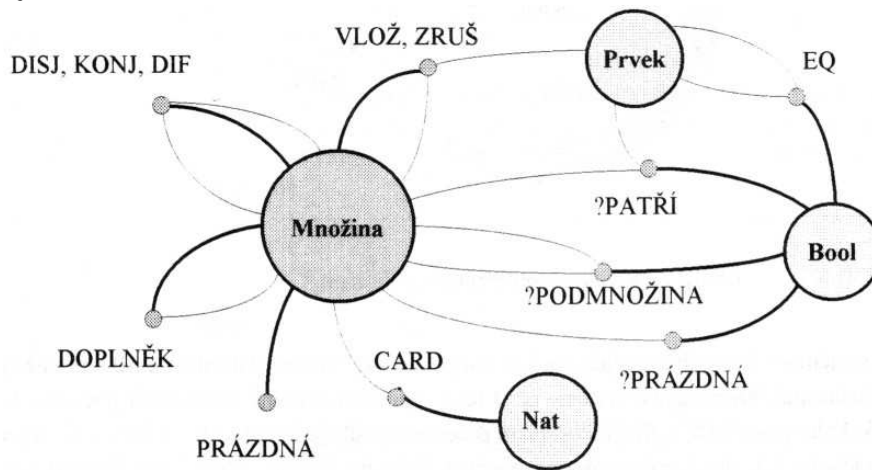 VLOŽ, ZRUŠ
Prvek
EQ
DISJ, KONJ, DIF
?PATŘÍ
Množina
Bool
?PODMNOŽINA
DOPLNĚK
CARD
?PRÁZDNÁ
Nat
PRÁZDNÁ